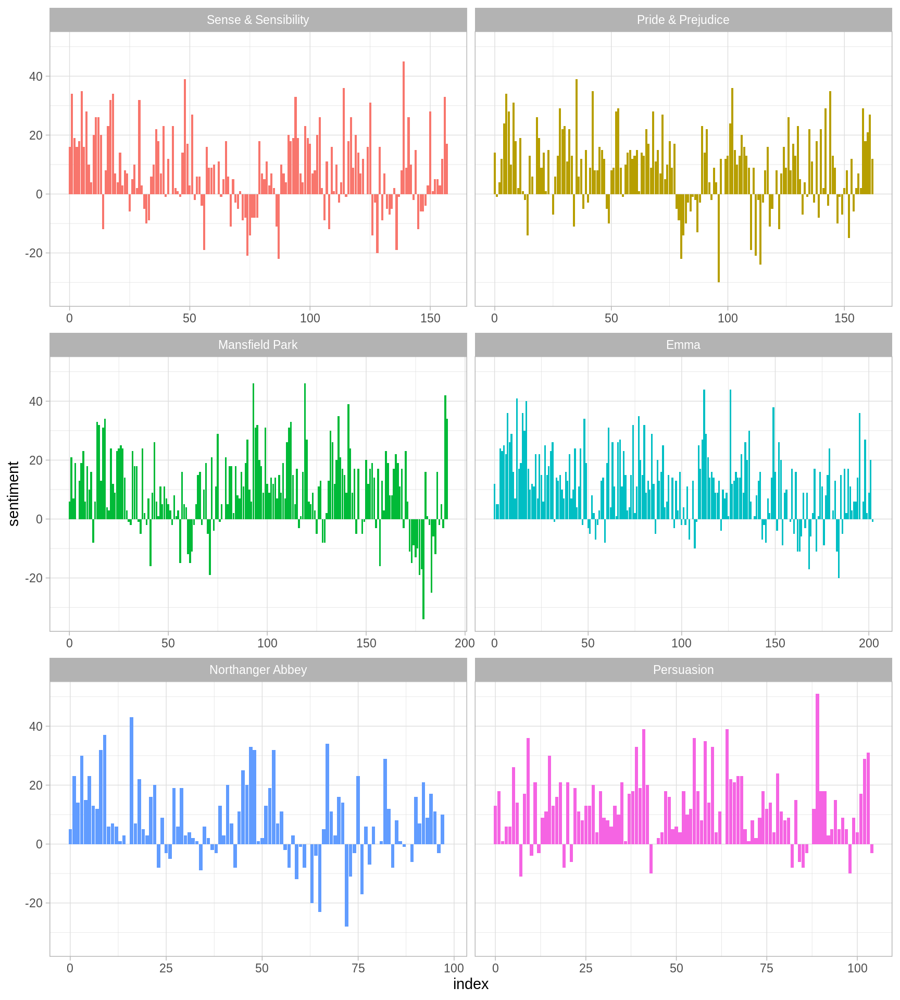 Sense & Sensibility
Pride & Prejudice
40
20
0
-20
0 50 100 150
0 50 100 150
Mansfield Park
Emma
40
20
0
-20
0 50 100 150 200
0 50 100 150 200
sentiment
Northanger Abbey
Persuasion
40
20
0
-20
0 25 50 75 100
0 25 50 75 100
index